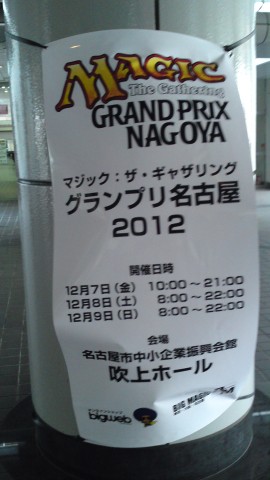 MAGIC
The Gathering
GRAND PRIX
NAGOYA
マジック：ザ・ギャザリング
グランプリ名古屋
2012
開催日時
12月7日(金) 10:00～21:00
12月8日(土) 8:00～22:00
12月9日(日) 8:00～22:00
会場
名古屋市中小企業振興会館
吹上ホール
bigweb
BIG MAGIC